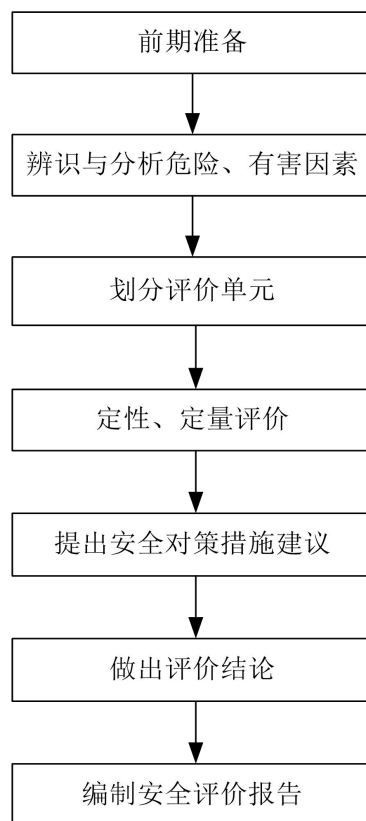 前期准备
辨识与分析危险、有害因素
划分评价单元
定性、定量评价
提出安全对策措施建议
做出评价结论
编制安全评价报告